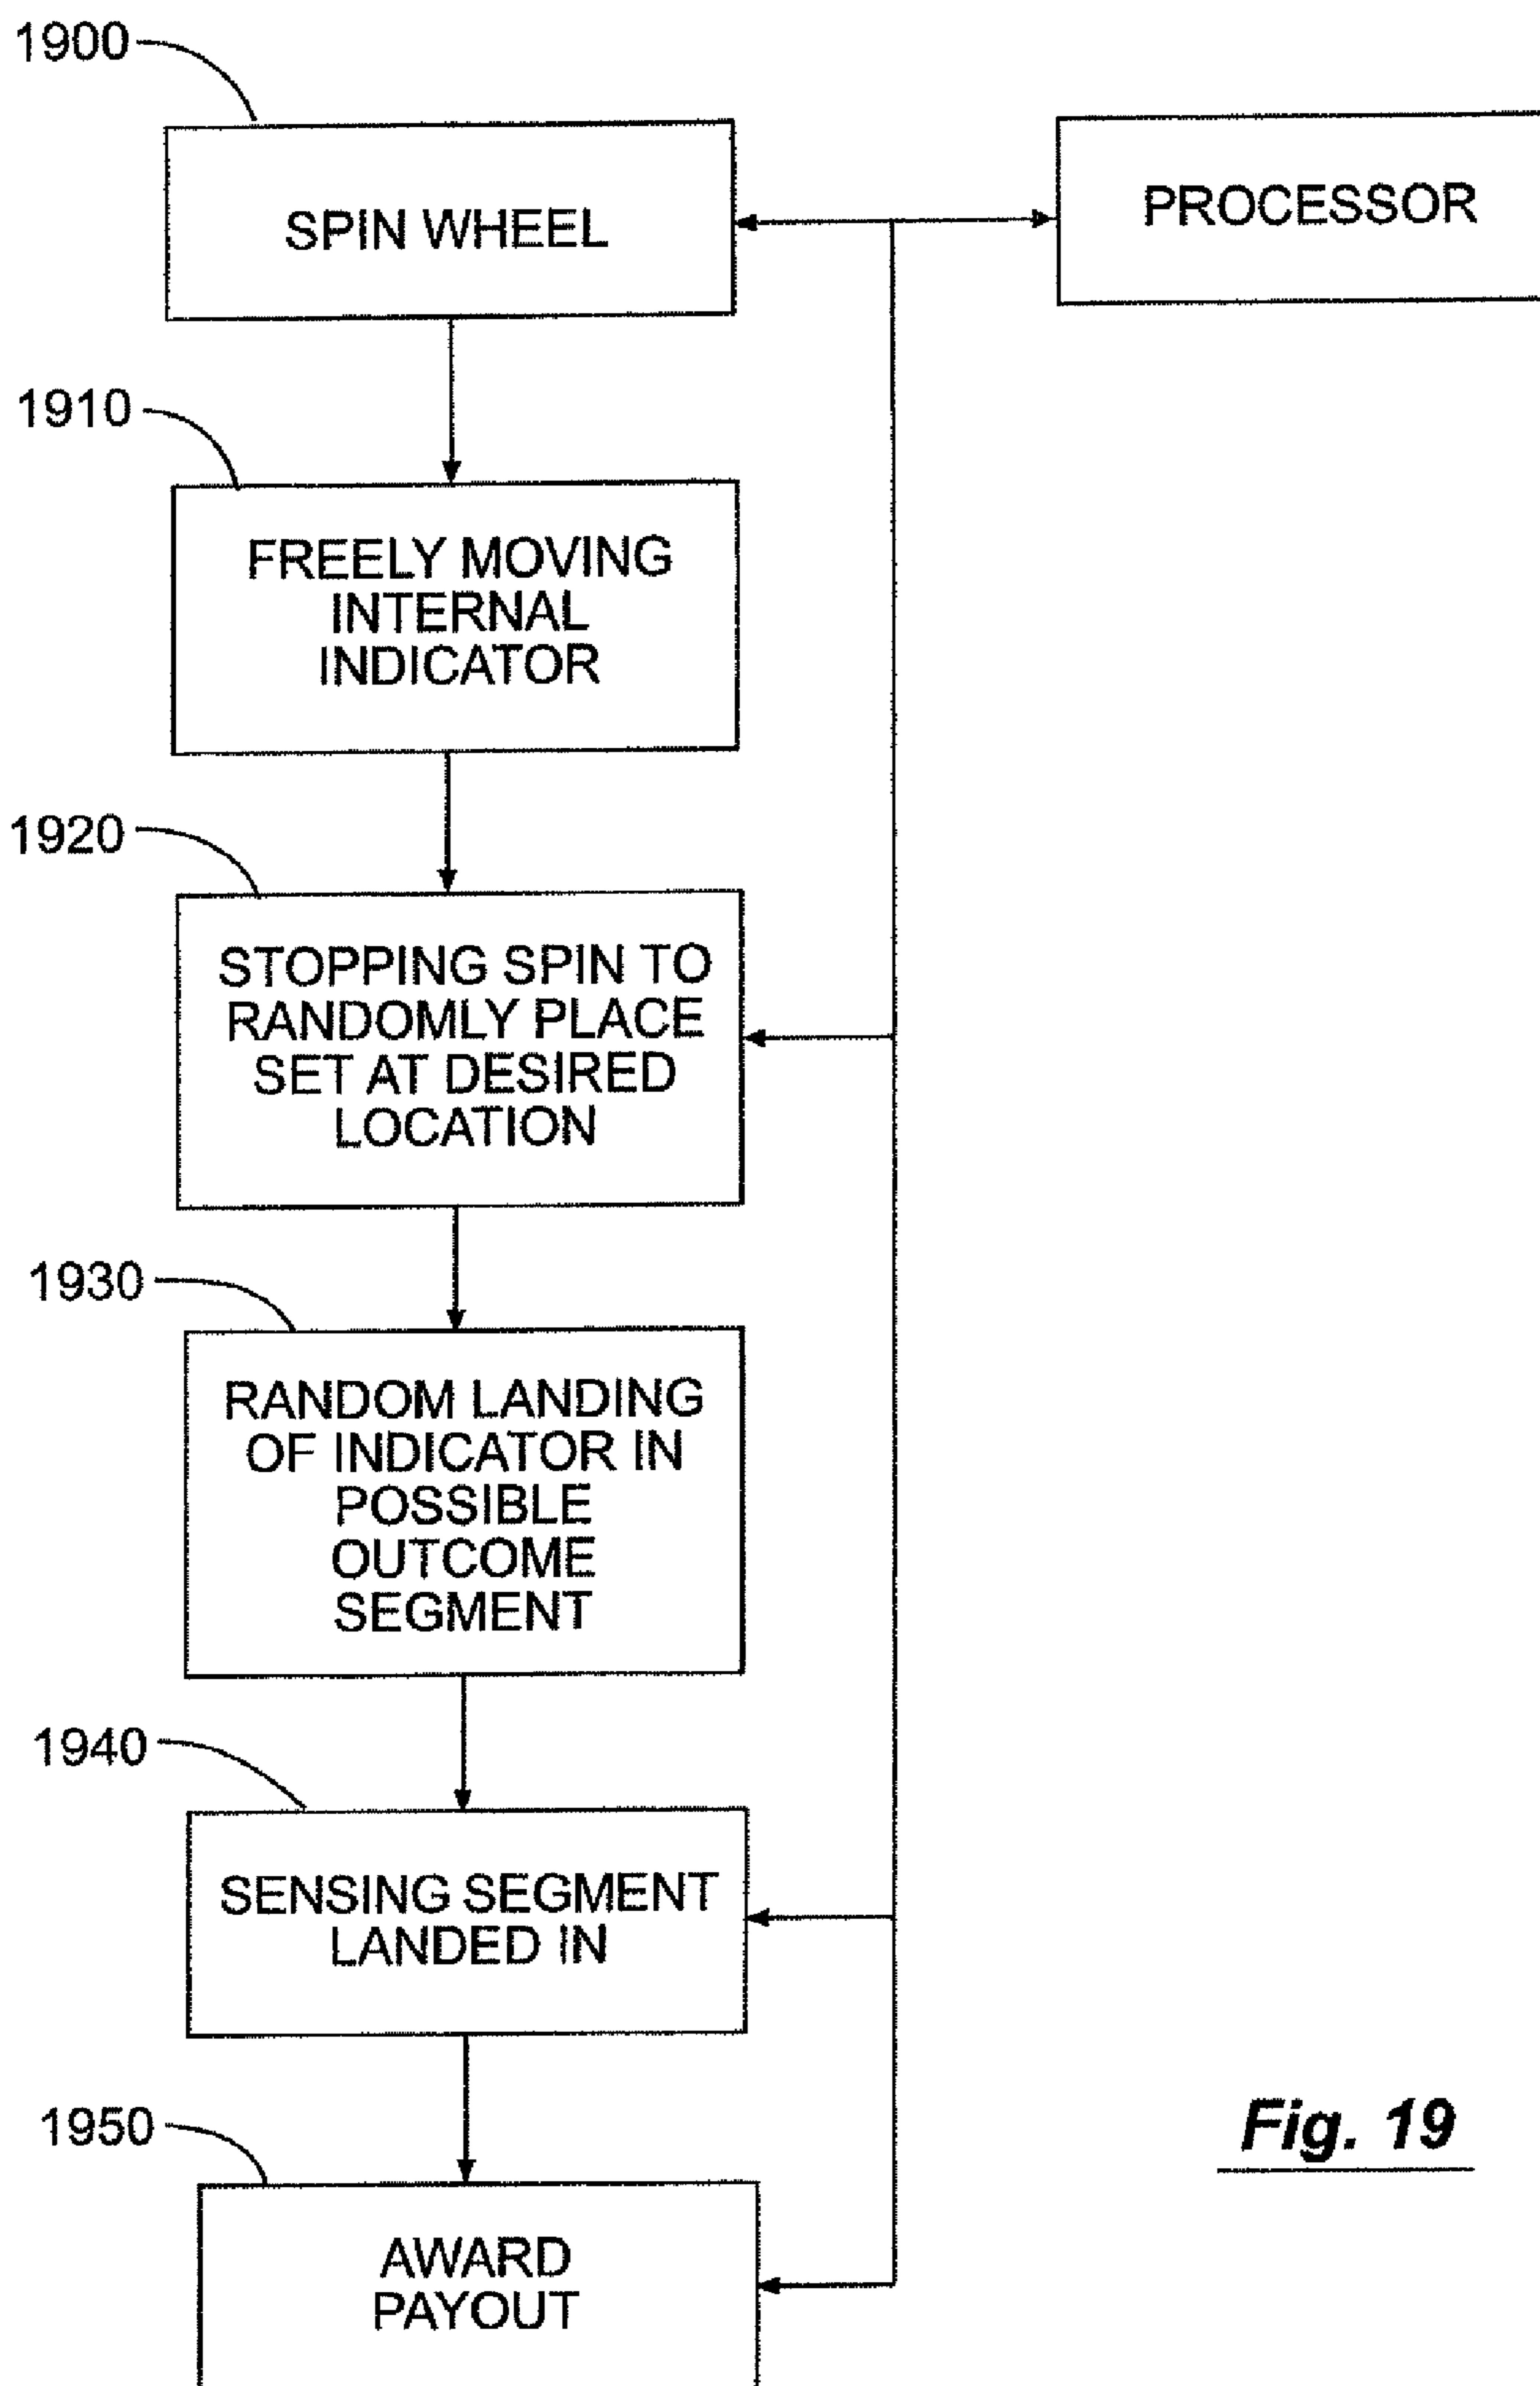 1900
SPIN WHEEL
PROCESSOR
1910
FREELY MOVING
INTERNAL
INDICATOR
1920
STOPPING SPIN TO
RANDOMLY PLACE
SET AT DESIRED
LOCATION
1930
RANDOM LANDING
OF INDICATOR IN
POSSIBLE
OUTCOME
SEGMENT
1940
SENSING SEGMENT
LANDED IN
1950
AWARD
PAYOUT
Fig. 19